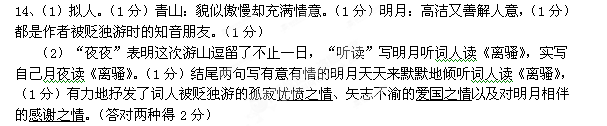 14、(1) 拟人。(1 分) 青山：貌似傲慢却充满情意。(1 分) 明月：高洁又善解人意，(1 分)
都是作者被贬独游时的知音朋友。(1 分)
(2) “夜夜”表明这次游山逗留了不止一日，“听读”写明月听词人读《离骚》，实写
自己月夜读《离骚》。(1 分) 结尾两句写有意有情的明月天天来默默地倾听词人读《离骚》，
(1 分) 有力地抒发了词人被贬独游的孤寂忧愤之情、矢志不渝的爱国之情以及对明月相伴
的感谢之情。(答对两种得 2 分)